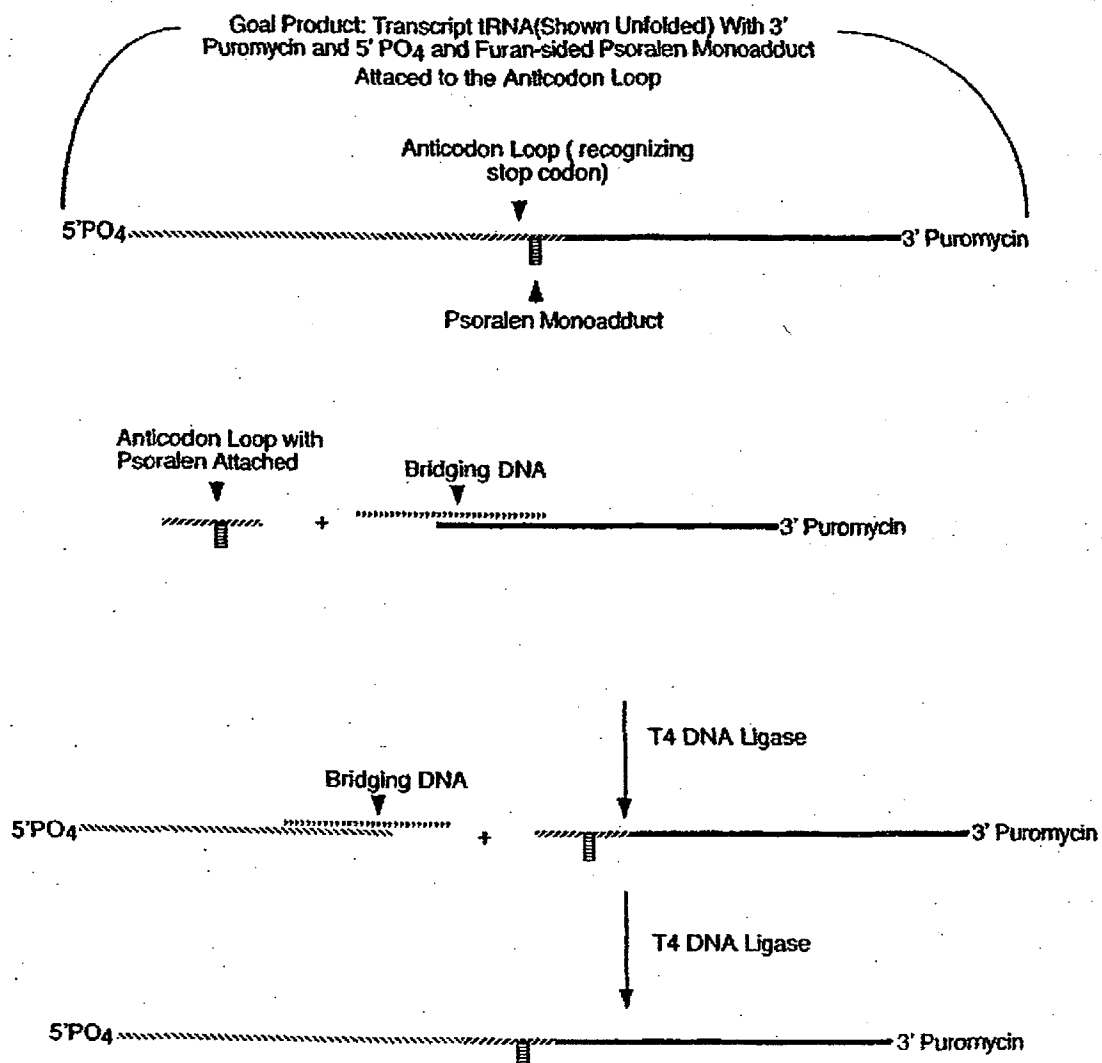 Goal Product: Transcript tRNA(Shown Unfolded) With 3'
Puromycin and 5' PO4 and Furan-sided Psoralen Monoadduct
Attaced to the Anticodon Loop
Anticodon Loop ( recognizing
stop codon)
5'PO4
3' Puromycin
Psoralen Monoadduct
Anticodon Loop with
Psoralen Attached
Bridging DNA
+
3' Puromycin
T4 DNA Ligase
Bridging DNA
5'PO4
+
3' Puromycin
T4 DNA Ligase
5'PO4
3' Puromycin